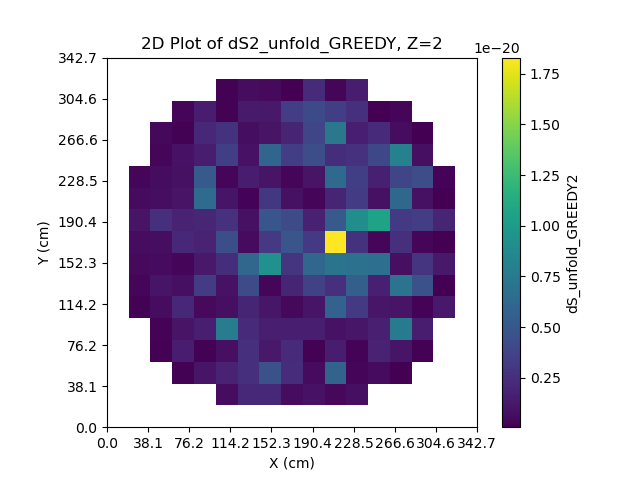 2D Plot of dS2_unfold_GREEDY, Z=2
1e−20
342.7
304.6
266.6
228.5
190.4
152.3
114.2
76.2
38.1
0.0
Y (cm)
0.0 38.1 76.2 114.2 152.3 190.4 228.5 266.6 304.6 342.7
X (cm)
1.75
1.50
1.25
1.00
0.75
0.50
0.25
dS_unfold_GREEDY2